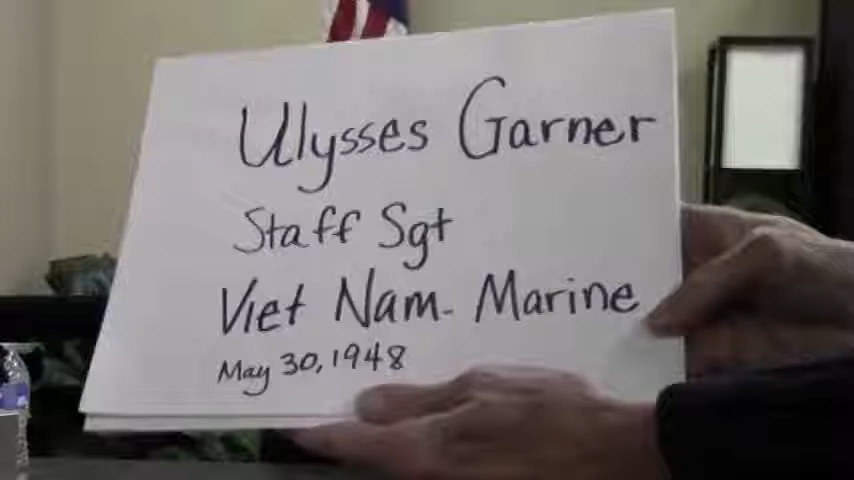 Ulysses Garner
Staff Sgt
Viet Nam - Marine
May 30, 1948